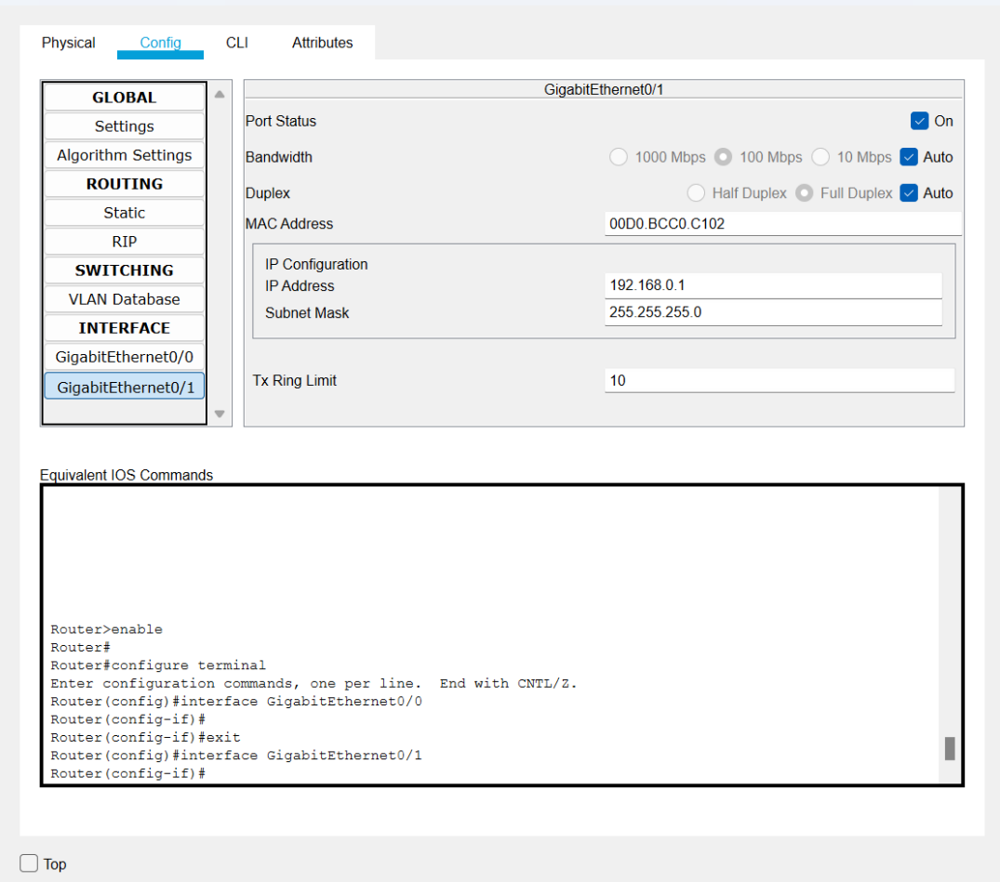 Physical Config CLI Attributes
GLOBAL
Settings
Algorithm Settings
ROUTING
Static
RIP
SWITCHING
VLAN Database
INTERFACE
GigabitEthernet0/0
GigabitEthernet0/1
GigabitEthernet0/1
Port Status On
Bandwidth 1000 Mbps 100 Mbps 10 Mbps Auto
Duplex Half Duplex Full Duplex Auto
MAC Address 00D0.BCC0.C102
IP Configuration
IP Address 192.168.0.1
Subnet Mask 255.255.255.0
Tx Ring Limit 10
Equivalent IOS Commands
Router>enable
Router#
Router#configure terminal
Enter configuration commands, one per line.  End with CNTL/Z.
Router(config)#interface GigabitEthernet0/0
Router(config-if)#
Router(config-if)#exit
Router(config)#interface GigabitEthernet0/1
Router(config-if)#
Top